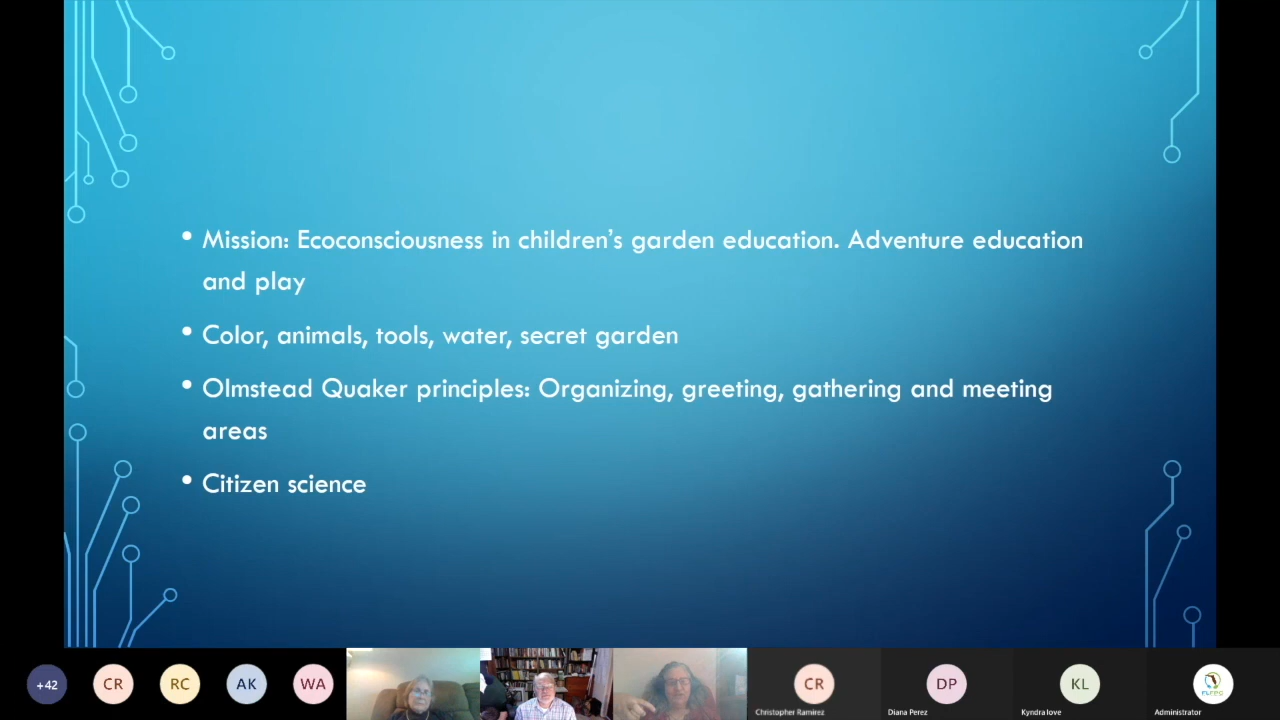 • Mission: Ecoconsciousness in children’s garden education. Adventure education
and play
• Color, animals, tools, water, secret garden
• Olmstead Quaker principles: Organizing, greeting, gathering and meeting
areas
• Citizen science
+42 CR RC AK WA CR DP KL
FLFPC
Christopher Ramirez Diana Perez Kyndra love Administrator